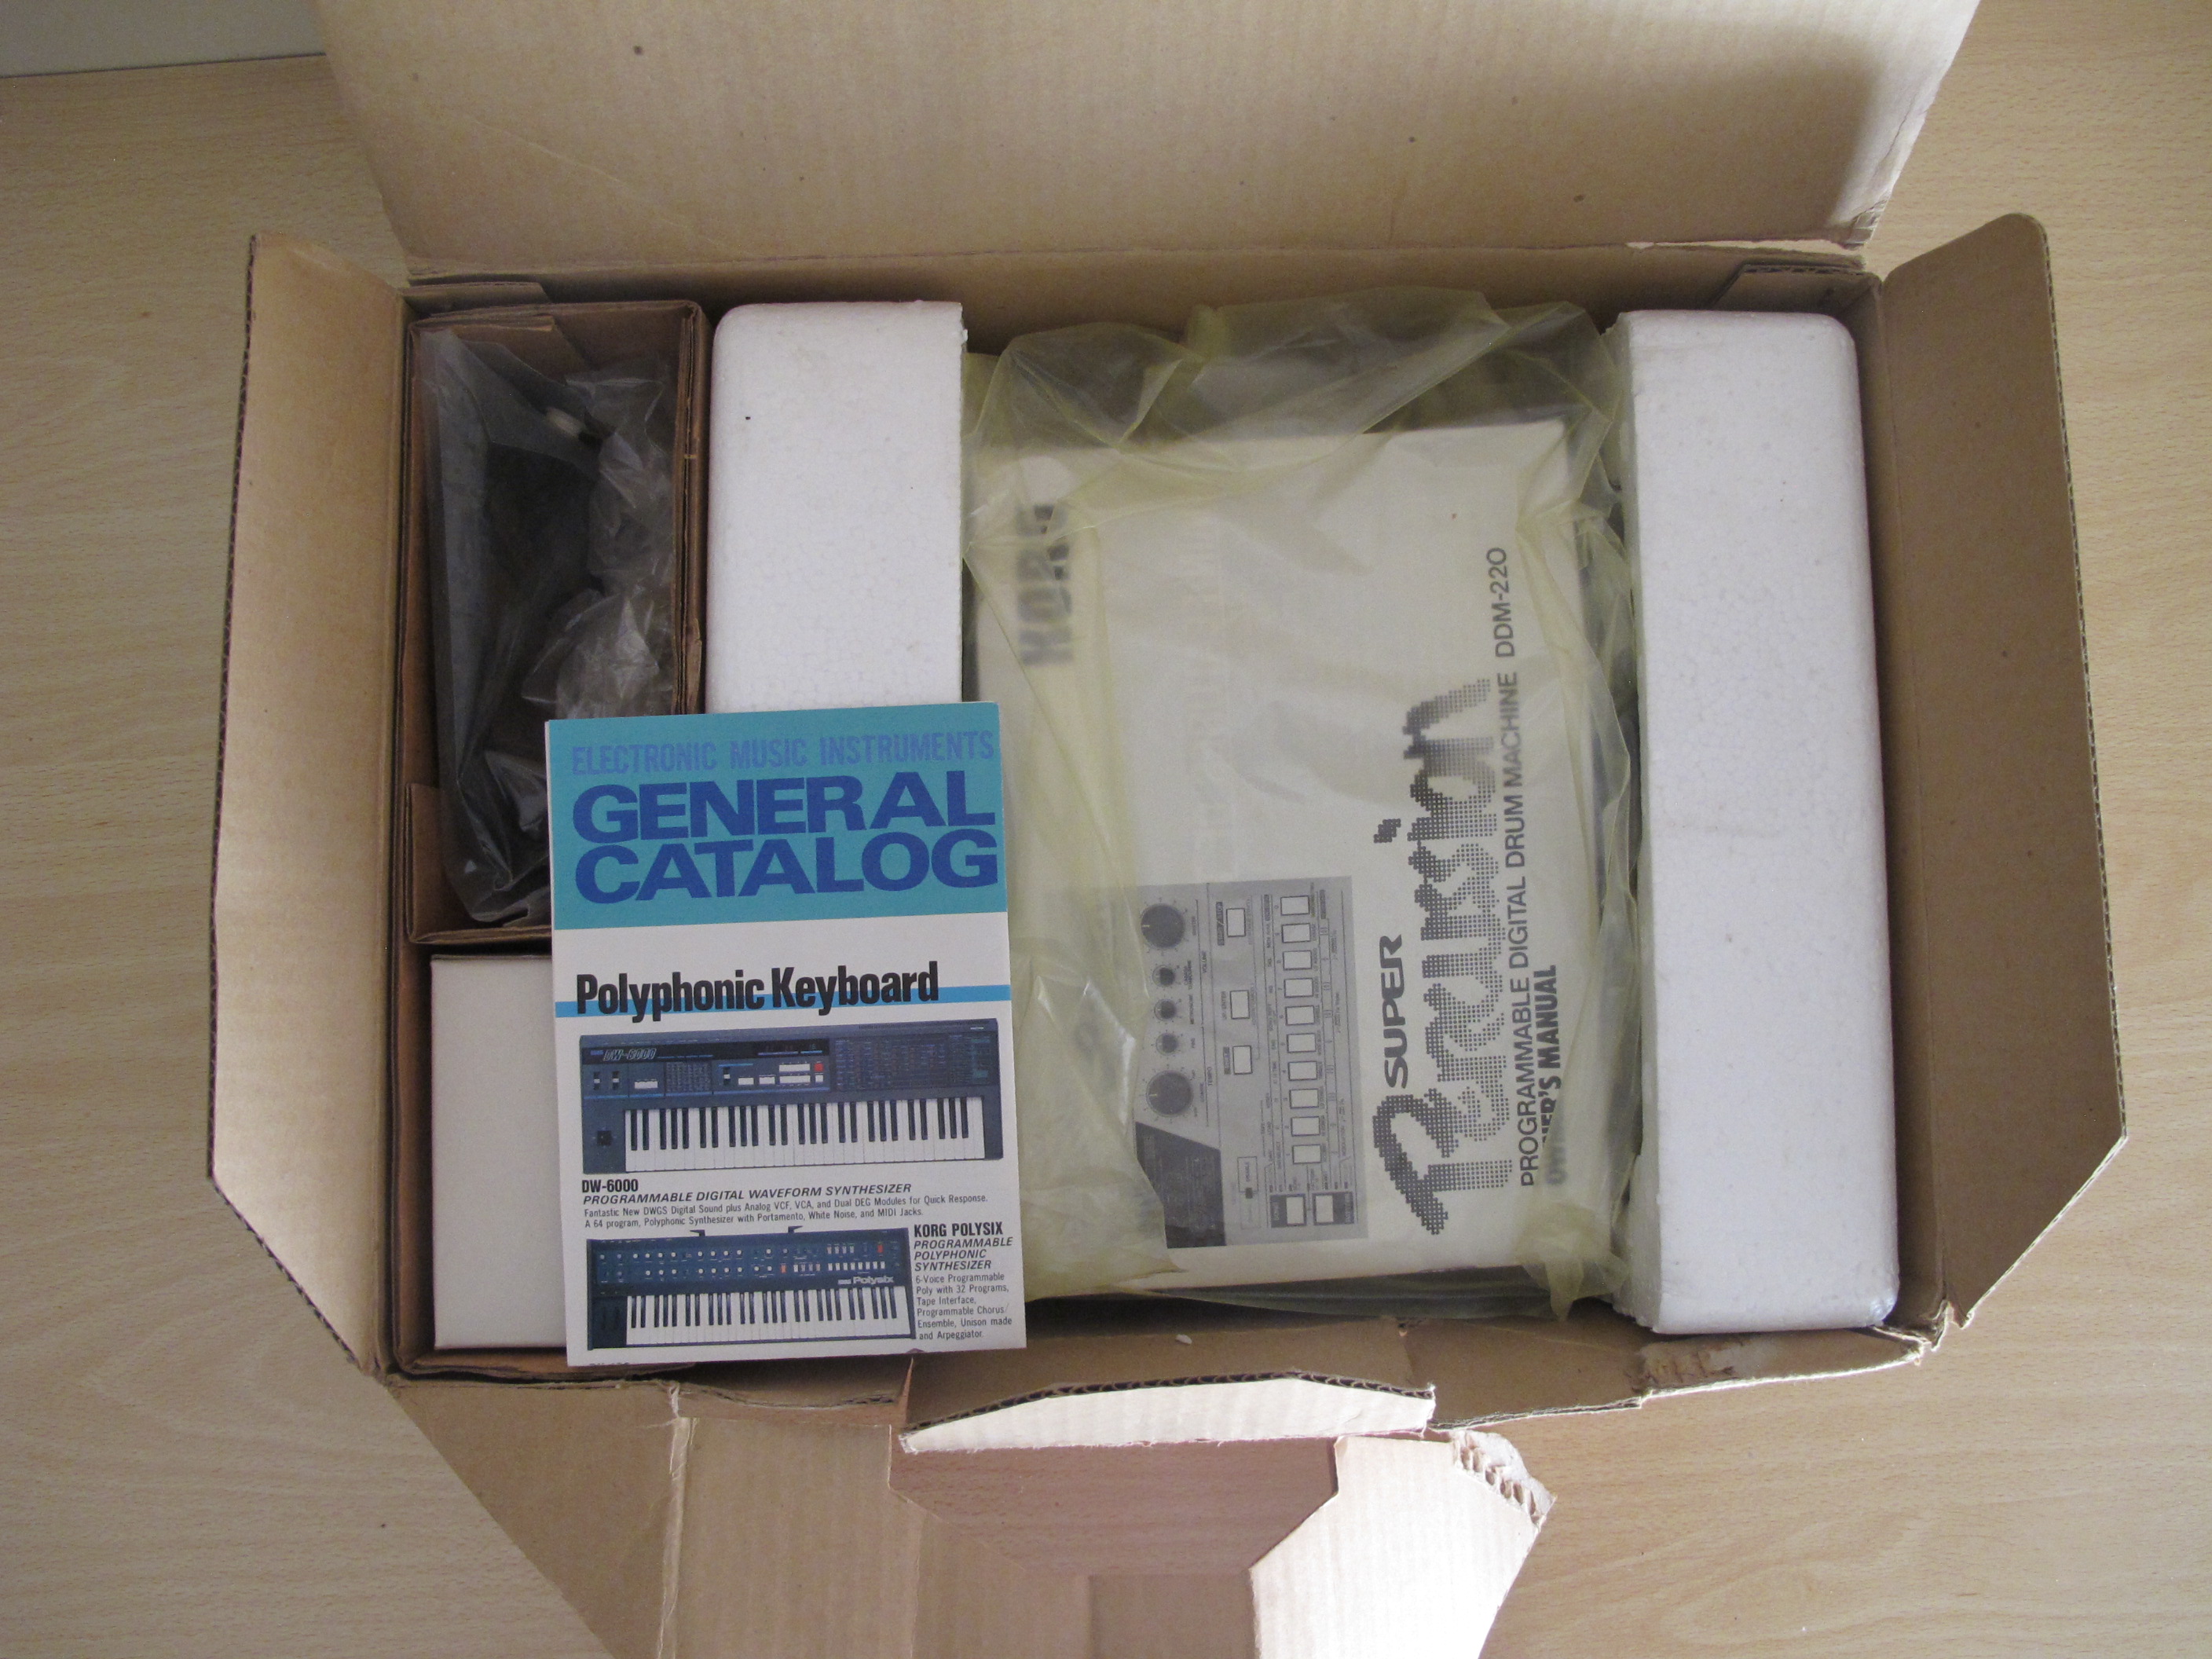 ELECTRONIC MUSIC INSTRUMENTS
GENERAL
CATALOG
Polyphonic Keyboard
DW-6000
DW-6000
PROGRAMMABLE DIGITAL WAVEFORM SYNTHESIZER
Fantastic New DWGS Digital Sound plus Analog VCF, VCA, and Dual DEG Modules for Quick Response.
A 64 program, Polyphonic Synthesizer with Portamento, White Noise, and MIDI Jacks.
Polysix
KORG POLYSIX
PROGRAMMABLE
POLYPHONIC
SYNTHESIZER
6-Voice Programmable
Poly with 32 Programs,
Tape Interface,
Programmable Chorus/
Ensemble, Unison made
and Arpeggiator.
KORG
SUPER
Percussion
PROGRAMMABLE DIGITAL DRUM MACHINE DDM-220
OWNER'S MANUAL